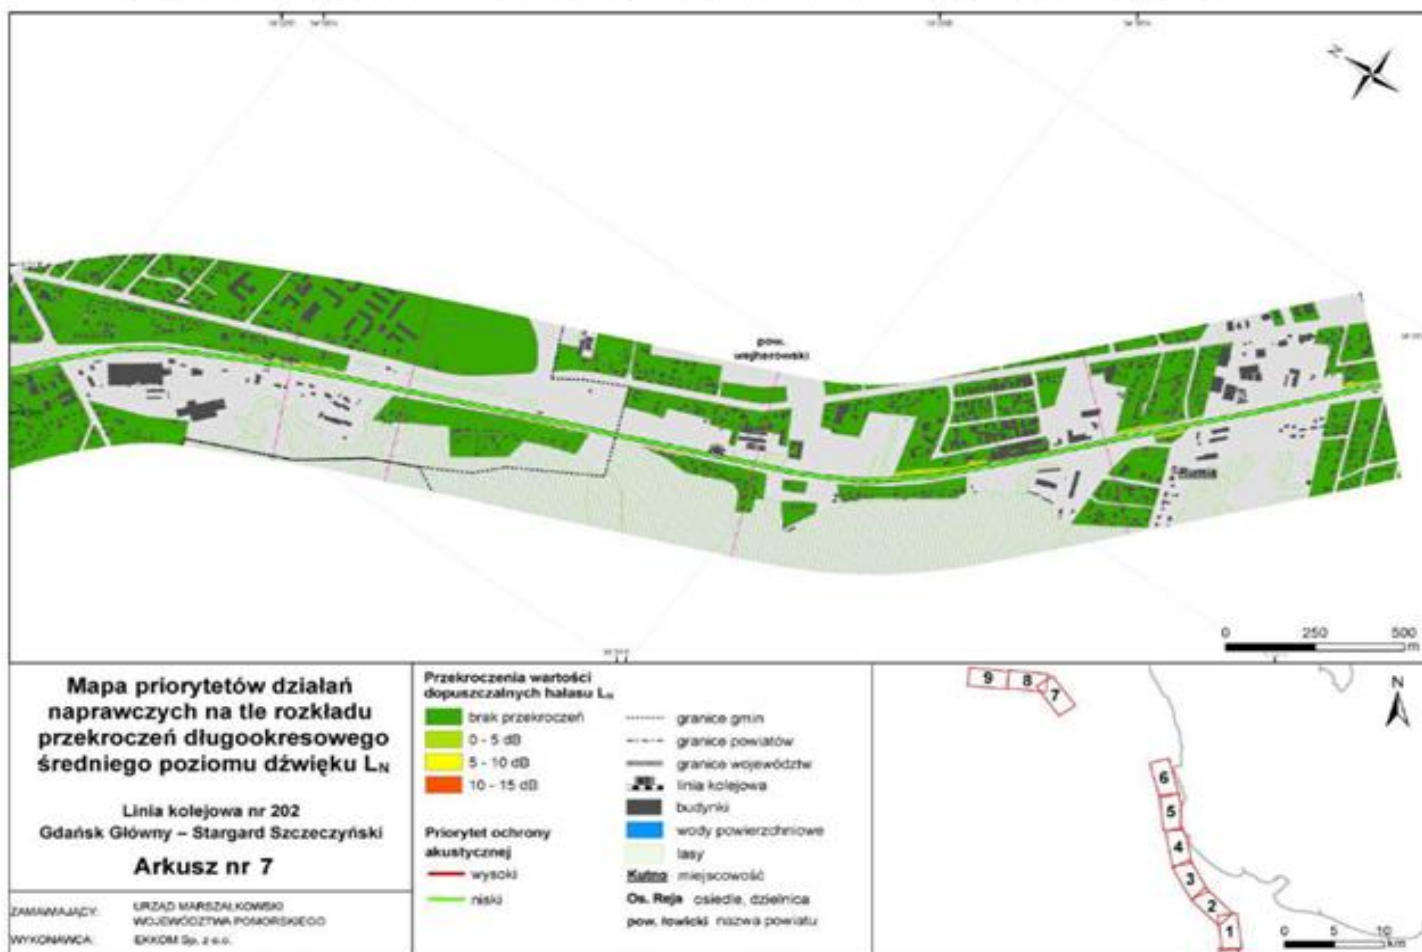 N
pow.
wejherowski
Rumia
0 250 500
m
Mapa priorytetów działań
naprawczych na tle rozkładu
przekroczeń długookresowego
średniego poziomu dźwięku LN
Linia kolejowa nr 202
Gdańsk Główny – Stargard Szczeczyński
Arkusz nr 7
ZAMAWIAJĄCY: URZĄD MARSZAŁKOWSKI
WOJEWÓDZTWA POMORSKIEGO
WYKONAWCA: EKKOM Sp. z o.o.
Przekroczenia wartości
dopuszczalnych hałasu LN
brak przekroczeń
0 - 5 dB
5 - 10 dB
10 - 15 dB
Priorytet ochrony
akustycznej
wysoki
niski
granice gmin
granice powiatów
granice województw
linia kolejowa
budynki
wody powierzchniowe
lasy
Kutno miejscowość
Os. Reja osiedle, dzielnica
pow. łowicki nazwa powiatu
9 8 7
N
6
5
4
3
2
1
0 5 10
km